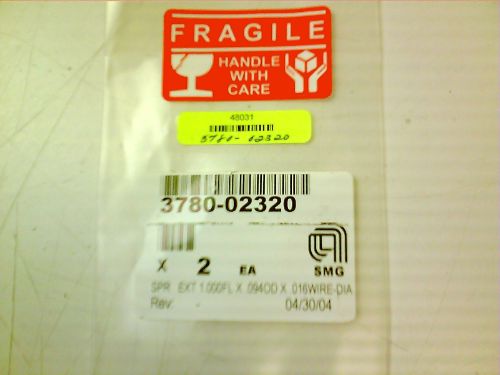 FRAGILE
HANDLE
WITH
CARE
48031
3780-02320
3780-02320
X 2 EA
SMG
SPR EXT 1.000FL X .094OD X .016WIRE-DIA
Rev: 04/30/04